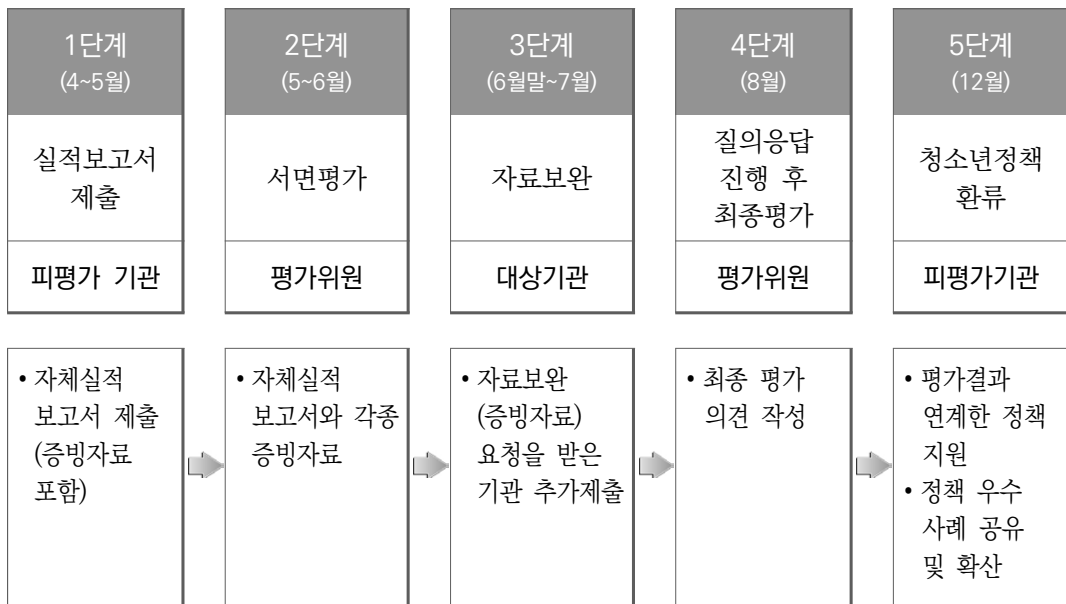 1단계
(4~5월)
실적보고서
제출
피평가 기관
• 자체실적
보고서 제출
(증빙자료
포함)
2단계
(5~6월)
서면평가
평가위원
• 자체실적
보고서와 각종
증빙자료
3단계
(6월말~7월)
자료보완
대상기관
• 자료보완
(증빙자료)
요청을 받은
기관 추가제출
4단계
(8월)
질의응답
진행 후
최종평가
평가위원
• 최종 평가
의견 작성
5단계
(12월)
청소년정책
환류
피평가기관
• 평가결과
연계한 정책
지원
• 정책 우수
사례 공유
및 확산